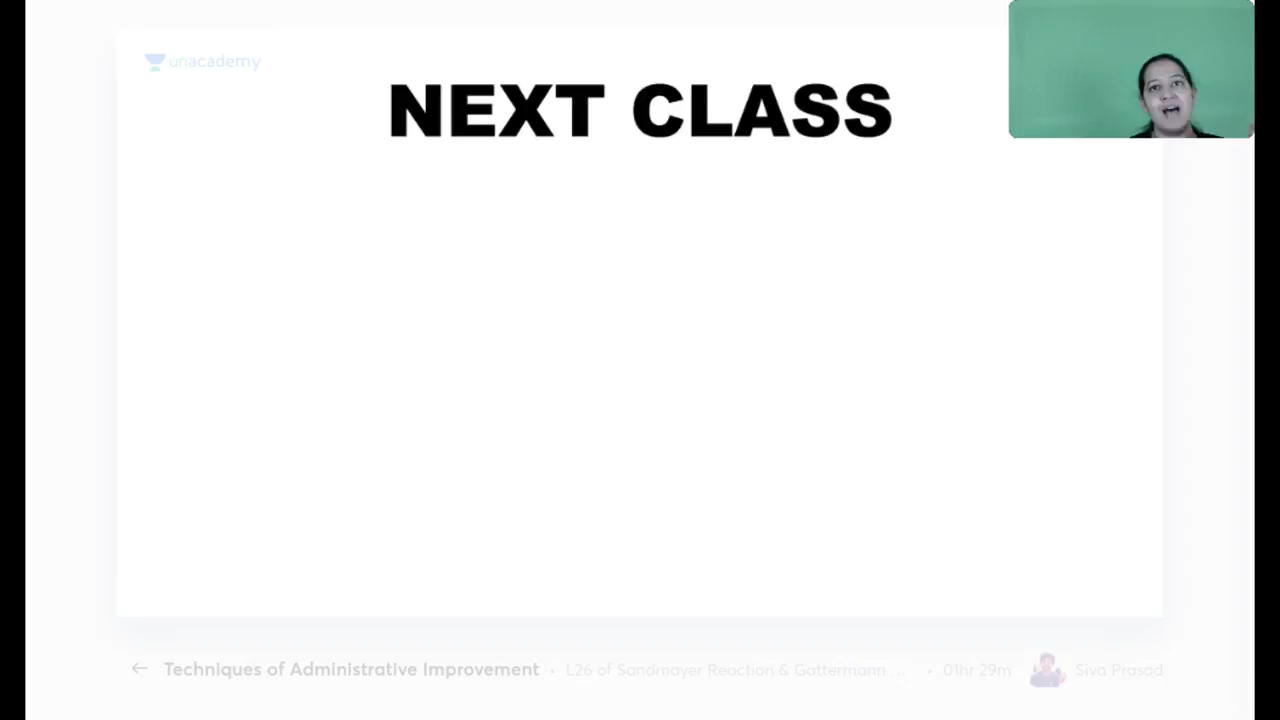 unacademy
NEXT CLASS
Techniques of Administrative Improvement • L26 of Sandmayer Reaction & Gattermann ... • 01hr 29m Siva Prasad